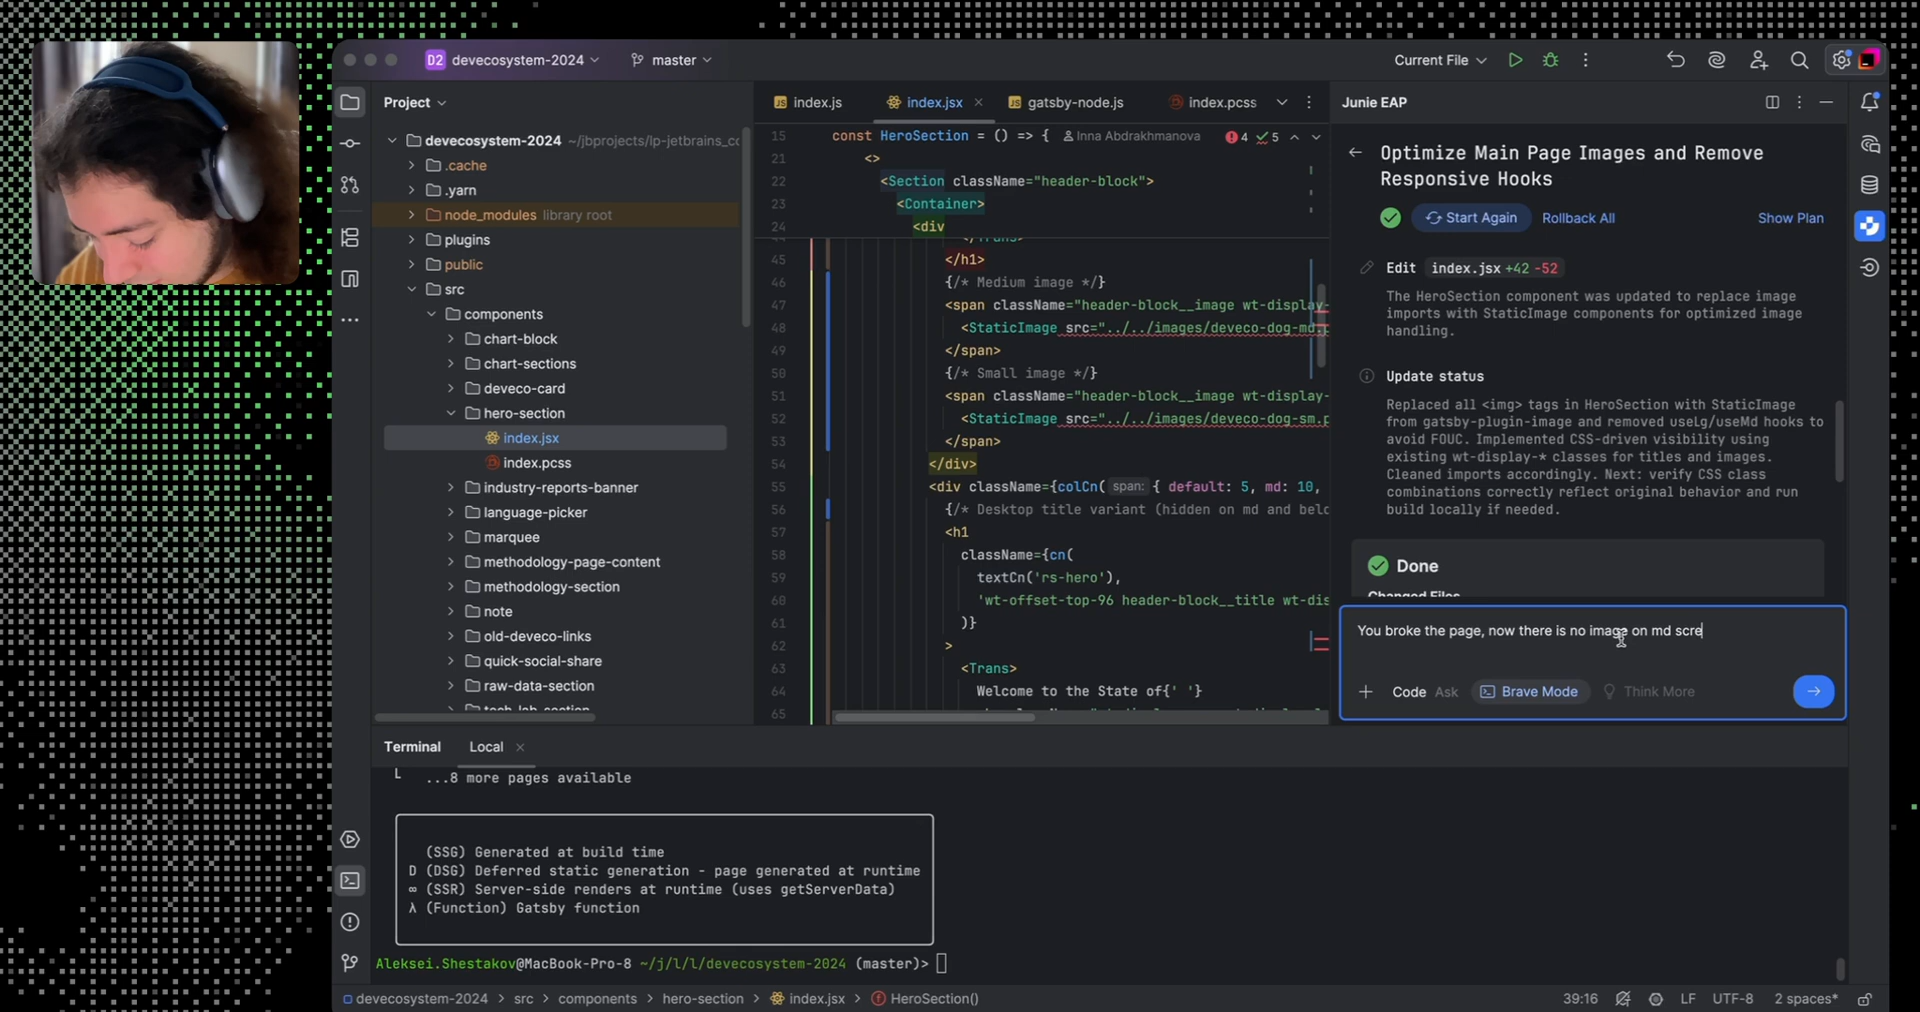 D2 devecosystem-2024
master
Current File
Project
devecosystem-2024 ~/jbprojects/lp-jetbrains_cc
.cache
.yarn
node_modules library root
plugins
public
src
components
chart-block
chart-sections
deveco-card
hero-section
index.jsx
index.pcss
industry-reports-banner
language-picker
marquee
methodology-page-content
methodology-section
note
old-deveco-links
quick-social-share
raw-data-section
index.js
index.jsx
gatsby-node.js
index.pcss
15 const HeroSection = () => { Inna Abdrakhmanova 4 5
21 <>
22 <Section className="header-block">
23 <Container>
24 <div
45 </h1>
46 {/* Medium image */}
47 <span className="header-block__image wt-display-
48 <StaticImage src="../../images/deveco-dog-md.p
49 </span>
50 {/* Small image */}
51 <span className="header-block__image wt-display-
52 <StaticImage src="../../images/deveco-dog-sm.p
53 </span>
54 </div>
55 <div className={colCn( span: { default: 5, md: 10,
56 {/* Desktop title variant (hidden on md and belo
57 <h1
58 className={cn(
59 textCn('rs-hero'),
60 'wt-offset-top-96 header-block__title wt-dis
61 )}
62 >
63 <Trans>
64 Welcome to the State of{' '}
65
Junie EAP
Optimize Main Page Images and Remove
Responsive Hooks
Start Again Rollback All Show Plan
Edit index.jsx +42 -52
The HeroSection component was updated to replace image
imports with StaticImage components for optimized image
handling.
Update status
Replaced all <img> tags in HeroSection with StaticImage
from gatsby-plugin-image and removed useLg/useMd hooks to
avoid FOUC. Implemented CSS-driven visibility using
existing wt-display-* classes for titles and images.
Cleaned imports accordingly. Next: verify CSS class
combinations correctly reflect original behavior and run
build locally if needed.
Done
Changed Files
You broke the page, now there is no image on md scre
Code Ask Brave Mode Think More
Terminal Local
...8 more pages available
(SSG) Generated at build time
D (DSG) Deferred static generation - page generated at runtime
∞ (SSR) Server-side renders at runtime (uses getServerData)
λ (Function) Gatsby function
Aleksei.Shestakov@MacBook-Pro-8 ~/j/l/l/devecosystem-2024 (master)>
devecosystem-2024 > src > components > hero-section > index.jsx > HeroSection()
39:16 LF UTF-8 2 spaces*